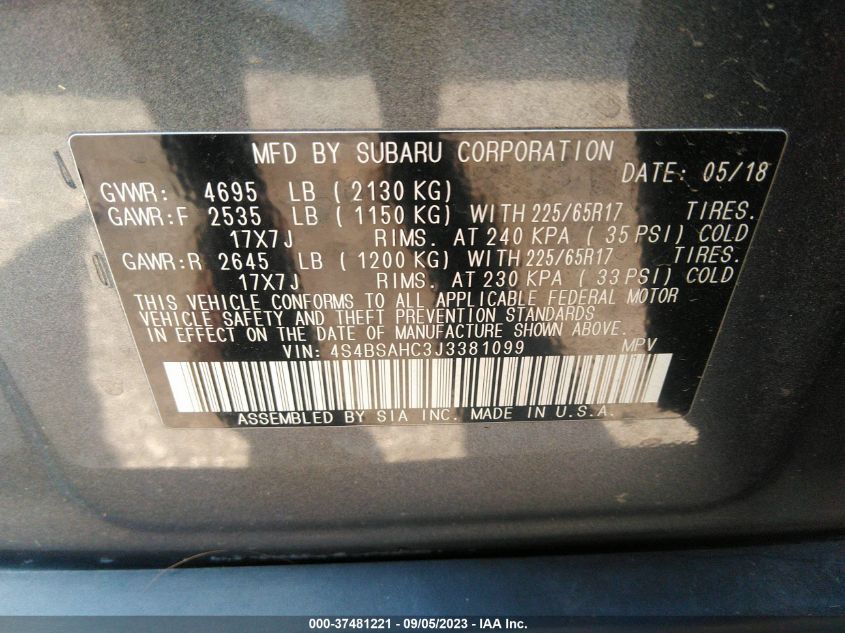 MFD BY SUBARU CORPORATION
DATE: 05/18
GVWR: 4695 LB ( 2130 KG)
GAWR:F 2535 LB ( 1150 KG) WITH 225/65R17 TIRES.
17X7J RIMS. AT 240 KPA ( 35 PSI) COLD
GAWR:R 2645 LB ( 1200 KG) WITH 225/65R17 TIRES.
17X7J RIMS. AT 230 KPA ( 33 PSI) COLD
THIS VEHICLE CONFORMS TO ALL APPLICABLE FEDERAL MOTOR
VEHICLE SAFETY AND THEFT PREVENTION STANDARDS
IN EFFECT ON THE DATE OF MANUFACTURE SHOWN ABOVE.
VIN: 4S4BSAHC3J3381099 MPV
ASSEMBLED BY SIA INC. MADE IN U.S.A.
000-37481221 - 09/05/2023 - IAA Inc.